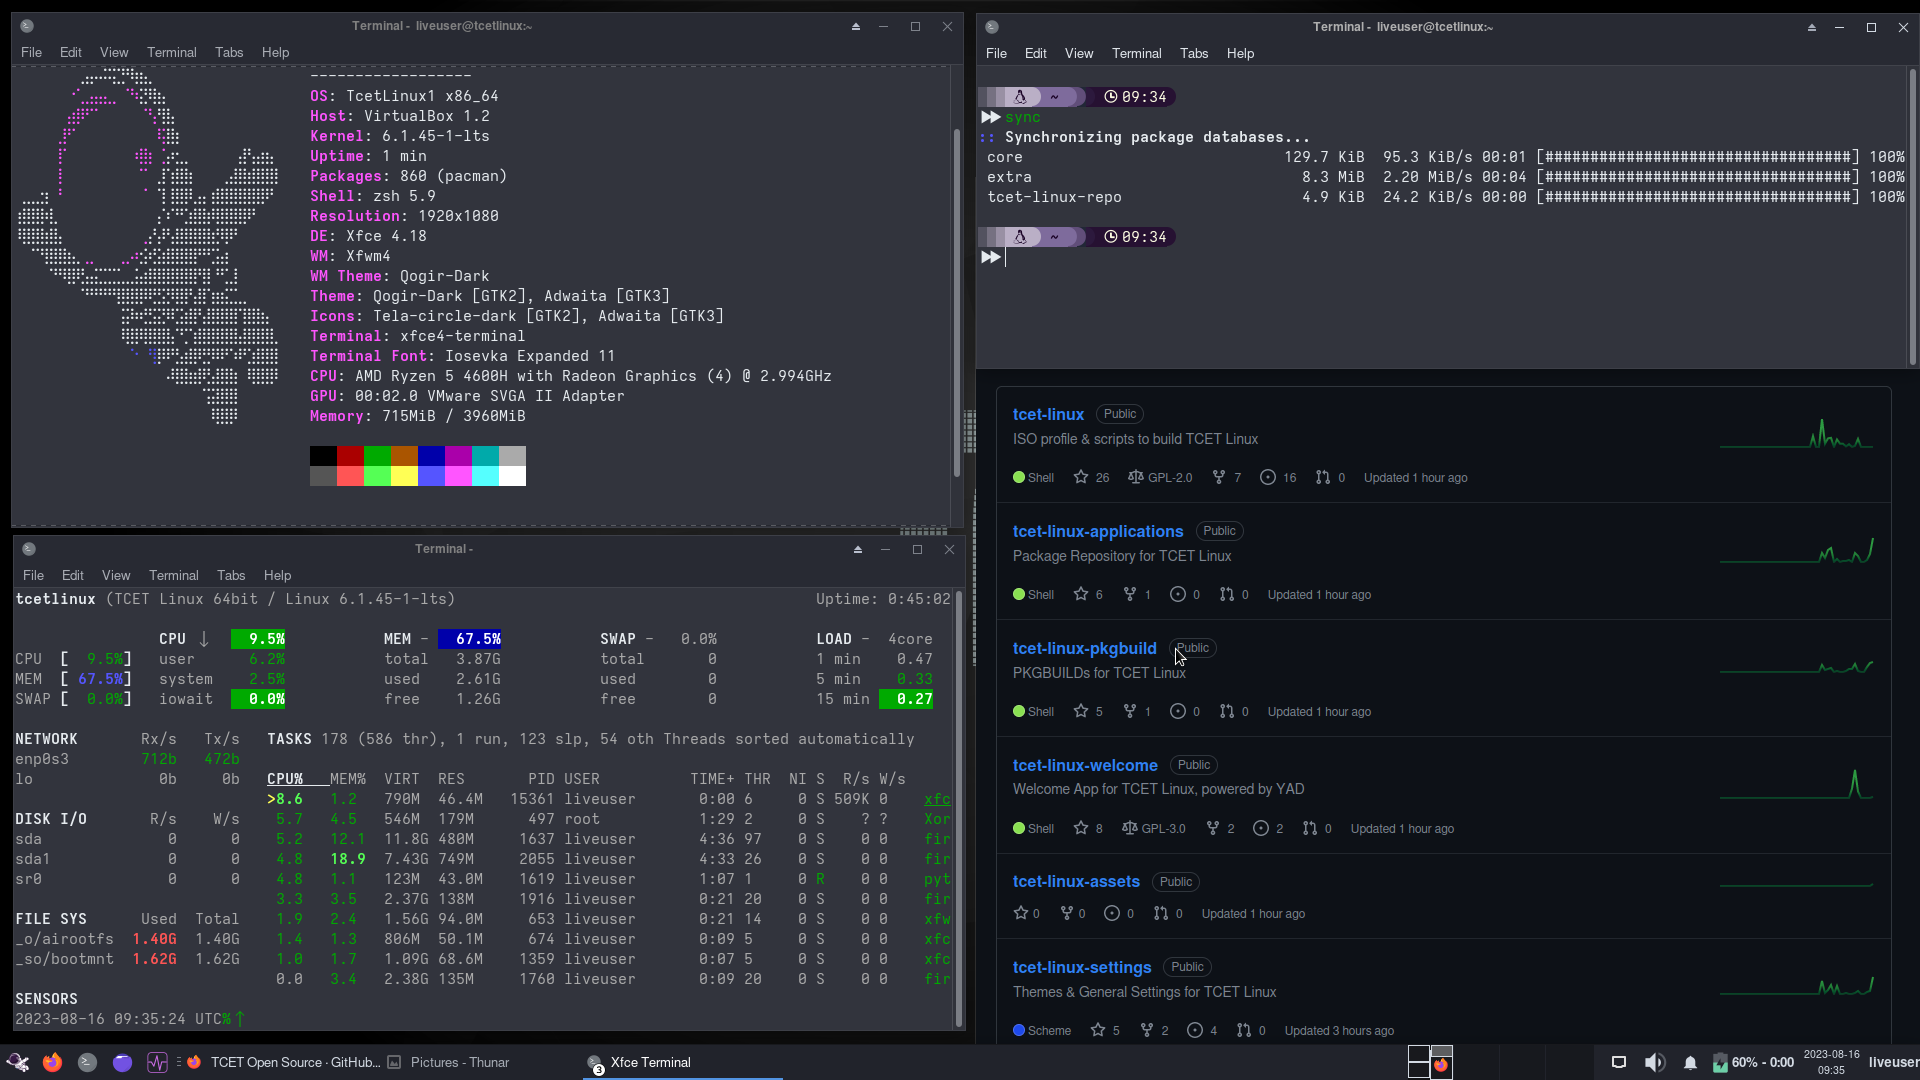 Terminal - liveuser@tcetlinux:~
File Edit View Terminal Tabs Help
------------------
OS: TcetLinux1 x86_64
Host: VirtualBox 1.2
Kernel: 6.1.45-1-lts
Uptime: 1 min
Packages: 860 (pacman)
Shell: zsh 5.9
Resolution: 1920x1080
DE: Xfce 4.18
WM: Xfwm4
WM Theme: Qogir-Dark
Theme: Qogir-Dark [GTK2], Adwaita [GTK3]
Icons: Tela-circle-dark [GTK2], Adwaita [GTK3]
Terminal: xfce4-terminal
Terminal Font: Iosevka Expanded 11
CPU: AMD Ryzen 5 4600H with Radeon Graphics (4) @ 2.994GHz
GPU: 00:02.0 VMware SVGA II Adapter
Memory: 715MiB / 3960MiB
Terminal - liveuser@tcetlinux:~
File Edit View Terminal Tabs Help
~ 09:34
sync
:: Synchronizing package databases...
core 129.7 KiB 95.3 KiB/s 00:01 [##################################] 100%
extra 8.3 MiB 2.20 MiB/s 00:04 [##################################] 100%
tcet-linux-repo 4.9 KiB 24.2 KiB/s 00:00 [##################################] 100%
~ 09:34
Terminal -
File Edit View Terminal Tabs Help
tcetlinux (TCET Linux 64bit / Linux 6.1.45-1-lts) Uptime: 0:45:02
CPU ↓ 9.5% MEM - 67.5% SWAP - 0.0% LOAD - 4core
CPU [ 9.5%] user 6.2% total 3.87G total 0 1 min 0.47
MEM [ 67.5%] system 2.5% used 2.61G used 0 5 min 0.33
SWAP [ 0.0%] iowait 0.0% free 1.26G free 0 15 min 0.27
NETWORK Rx/s Tx/s TASKS 178 (586 thr), 1 run, 123 slp, 54 oth Threads sorted automatically
enp0s3 712b 472b
lo 0b 0b CPU% MEM% VIRT RES PID USER TIME+ THR NI S R/s W/s
>8.6 1.2 790M 46.4M 15361 liveuser 0:00 6 0 S 509K 0 xfc
DISK I/O R/s W/s 5.7 4.5 546M 179M 497 root 1:29 2 0 S ? ? Xor
sda 0 0 5.2 12.1 11.8G 480M 1637 liveuser 4:36 97 0 S 0 0 fir
sda1 0 0 4.8 18.9 7.43G 749M 2055 liveuser 4:33 26 0 S 0 0 fir
sr0 0 0 4.8 1.1 123M 43.0M 1619 liveuser 1:07 1 0 R 0 0 pyt
3.3 3.5 2.37G 138M 1916 liveuser 0:21 20 0 S 0 0 fir
FILE SYS Used Total 1.9 2.4 1.56G 94.0M 653 liveuser 0:21 14 0 S 0 0 xfw
_o/airootfs 1.40G 1.40G 1.4 1.3 806M 50.1M 674 liveuser 0:09 5 0 S 0 0 xfc
_so/bootmnt 1.62G 1.62G 1.0 1.7 1.09G 68.6M 1359 liveuser 0:07 5 0 S 0 0 xfc
0.0 3.4 2.38G 135M 1760 liveuser 0:09 20 0 S 0 0 fir
SENSORS
2023-08-16 09:35:24 UTC%↑
tcet-linux Public
ISO profile & scripts to build TCET Linux
Shell 26 GPL-2.0 7 16 0 Updated 1 hour ago
tcet-linux-applications Public
Package Repository for TCET Linux
Shell 6 1 0 0 Updated 1 hour ago
tcet-linux-pkgbuild Public
PKGBUILDs for TCET Linux
Shell 5 1 0 0 Updated 1 hour ago
tcet-linux-welcome Public
Welcome App for TCET Linux, powered by YAD
Shell 8 GPL-3.0 2 2 0 Updated 1 hour ago
tcet-linux-assets Public
0 0 0 0 Updated 1 hour ago
tcet-linux-settings Public
Themes & General Settings for TCET Linux
Scheme 5 2 4 0 Updated 3 hours ago
TCET Open Source · GitHub... Pictures - Thunar 3 Xfce Terminal 60% - 0:00 2023-08-16 liveuser
09:35